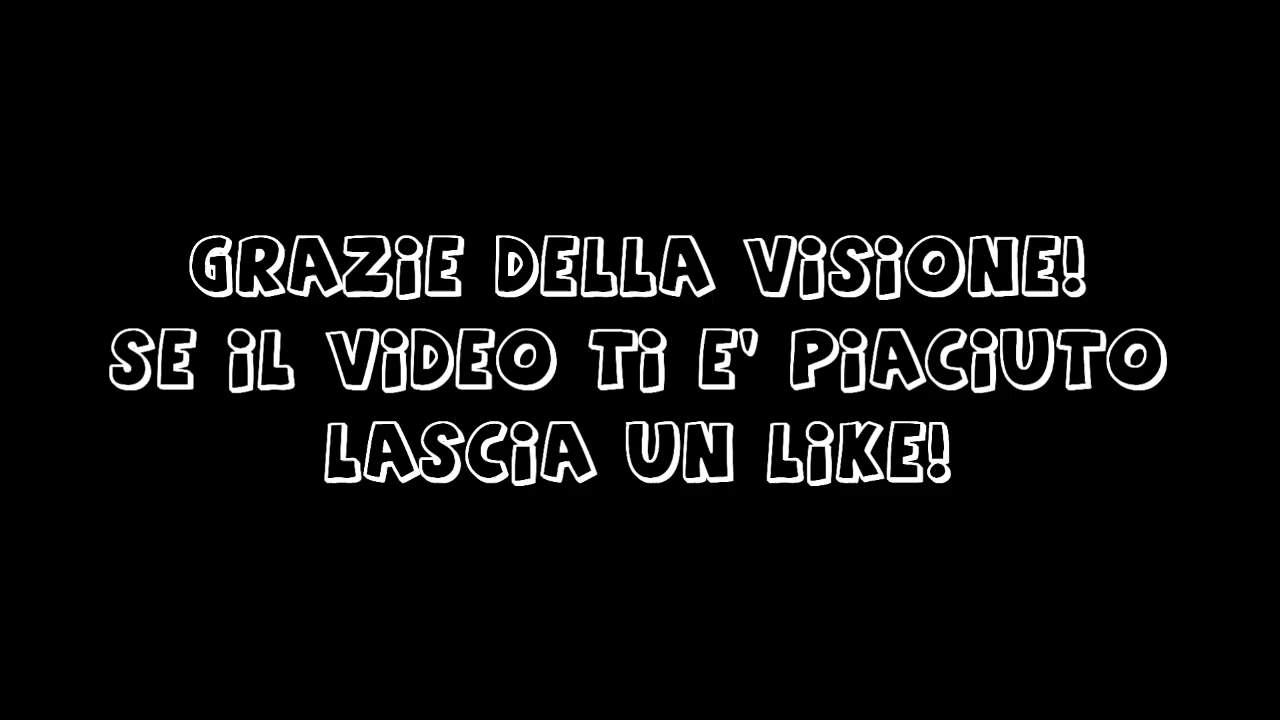 GRAZiE DELLA ViSiONE!
SE iL ViDEO Ti E' PiACiUTO
LASCiA UN LiKE!